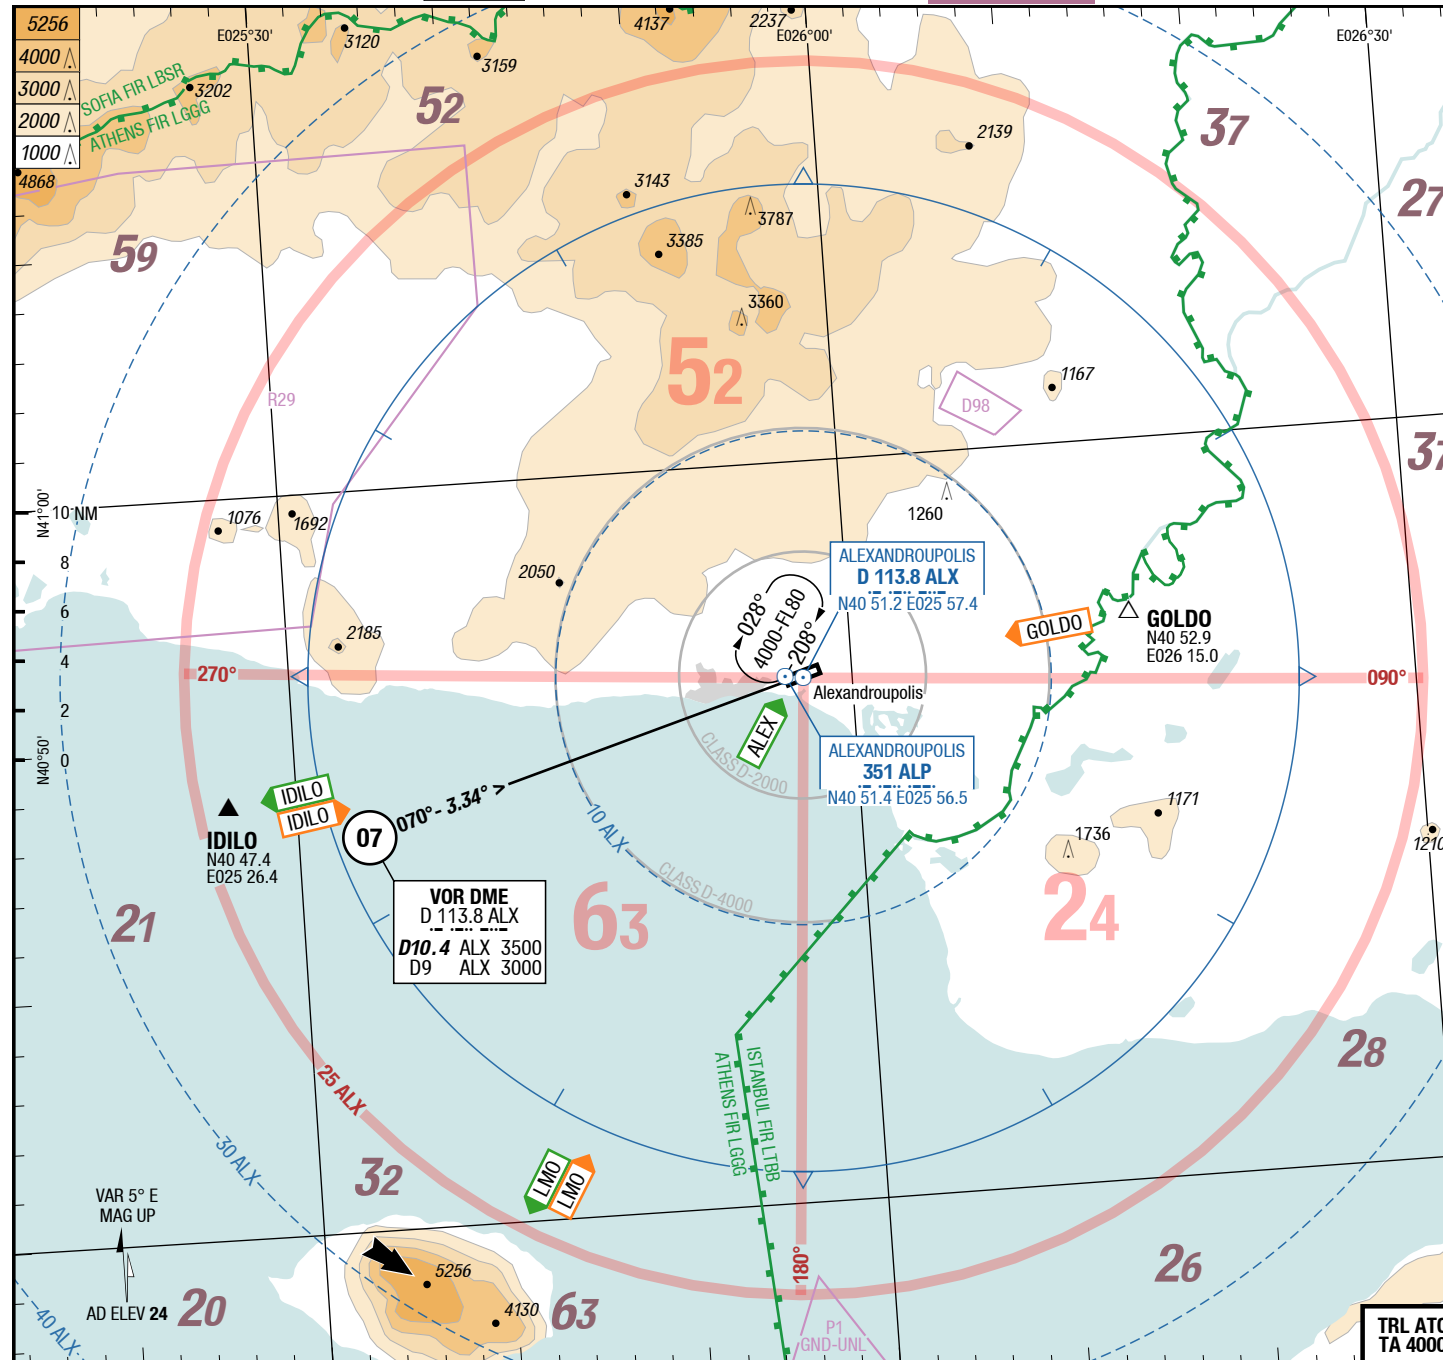 5256
4000
3000
2000
1000
4868
E025°30'
E026°00'
E026°30'
3120
3159
3202
4137
2237
SOFIA FIR LBSR
ATHENS FIR LGGG
52
59
37
27
37
2139
3143
3787
3385
3360
52
R29
D98
1167
1260
N41°00'
10 NM
8
6
4
2
0
N40°50'
1076
1692
2050
2185
ALEXANDROUPOLIS
D 113.8 ALX
N40 51.2 E025 57.4
028°
4000-FL80
208°
GOLDO
GOLDO
N40 52.9
E026 15.0
270°
090°
Alexandroupolis
ALEX
CLASS D-2000
ALEXANDROUPOLIS
351 ALP
N40 51.4 E025 56.5
IDILO
IDILO
IDILO
N40 47.4
E025 26.4
07
070°- 3.34° >
10 ALX
CLASS D-4000
VOR DME
D 113.8 ALX
D10.4 ALX 3500
D9 ALX 3000
63
24
1171
1736
1210
21
28
25 ALX
30 ALX
ISTANBUL FIR LTBB
ATHENS FIR LGGG
LMO
LMO
32
VAR 5° E
MAG UP
AD ELEV 24
20
40 ALX
5256
4130
63
180°
26
P1
GND-UNL
TRL ATC
TA 4000